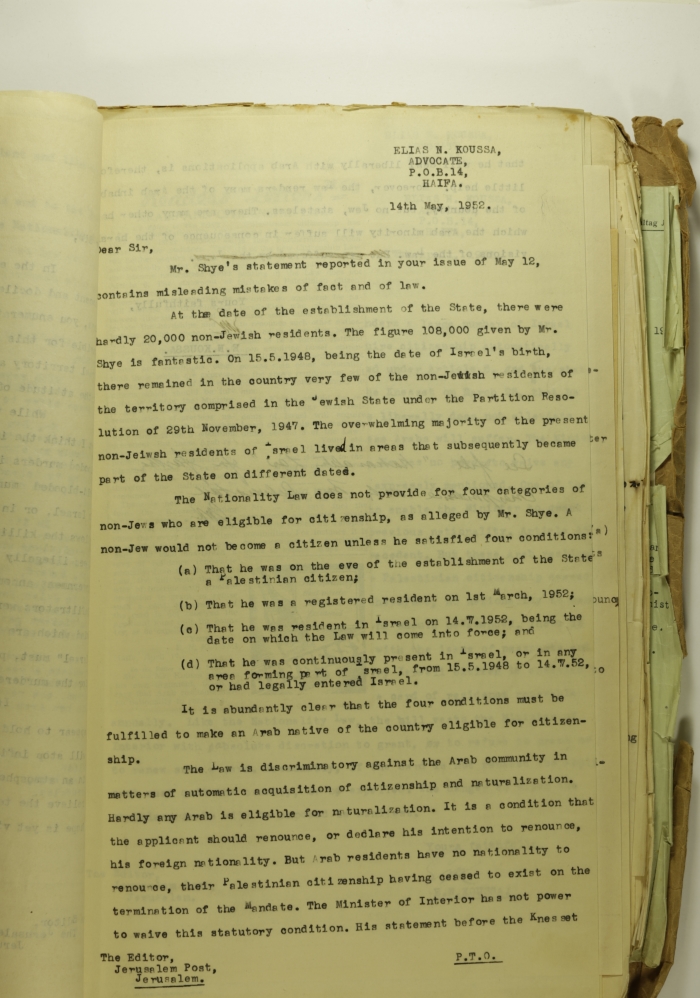 ELIAS N. KOUSSA,
ADVOCATE,
P.O.B.14,
HAIFA.
14th May, 1952.
Dear Sir,
Mr. Shye's statement reported in your issue of May 12,
contains misleading mistakes of fact and of law.
At the date of the establishment of the State, there were
hardly 20,000 non-Jewish residents. The figure 108,000 given by Mr.
Shye is fantastic. On 15.5.1948, being the date of Israel's birth,
there remained in the country very few of the non-Jewish residents of
the territory comprised in the Jewish State under the Partition Reso-
lution of 29th November, 1947. The overwhelming majority of the present
non-Jeiwsh residents of Israel lived in areas that subsequently became
part of the State on different dates.
The Nationality Law does not provide for four categories of
non-Jews who are eligible for citizenship, as alleged by Mr. Shye. A
non-Jew would not become a citizen unless he satisfied four conditions:
(a) That he was on the eve of the establishment of the State
a Palestinian citizen;
(b) That he was a registered resident on 1st March, 1952;
(c) That he was resident in Israel on 14.7.1952, being the
date on which the Law will come into force; and
(d) That he was continuously present in Israel, or in any
area forming part of Israel, from 15.5.1948 to 14.7.52,
or had legally entered Israel.
It is abundantly clear that the four conditions must be
fulfilled to make an Arab native of the country eligible for citizen-
ship.
The Law is discriminatory against the Arab community in
matters of automatic acquisition of citizenship and naturalization.
Hardly any Arab is eligible for naturalization. It is a condition that
the applicant should renounce, or declare his intention to renounce,
his foreign nationality. But Arab residents have no nationality to
renounce, their Palestinian citizenship having ceased to exist on the
termination of the Mandate. The Minister of Interior has not power
to waive this statutory condition. His statement before the Knesset
The Editor,
Jerusalem Post,
Jerusalem.
P.T.O.